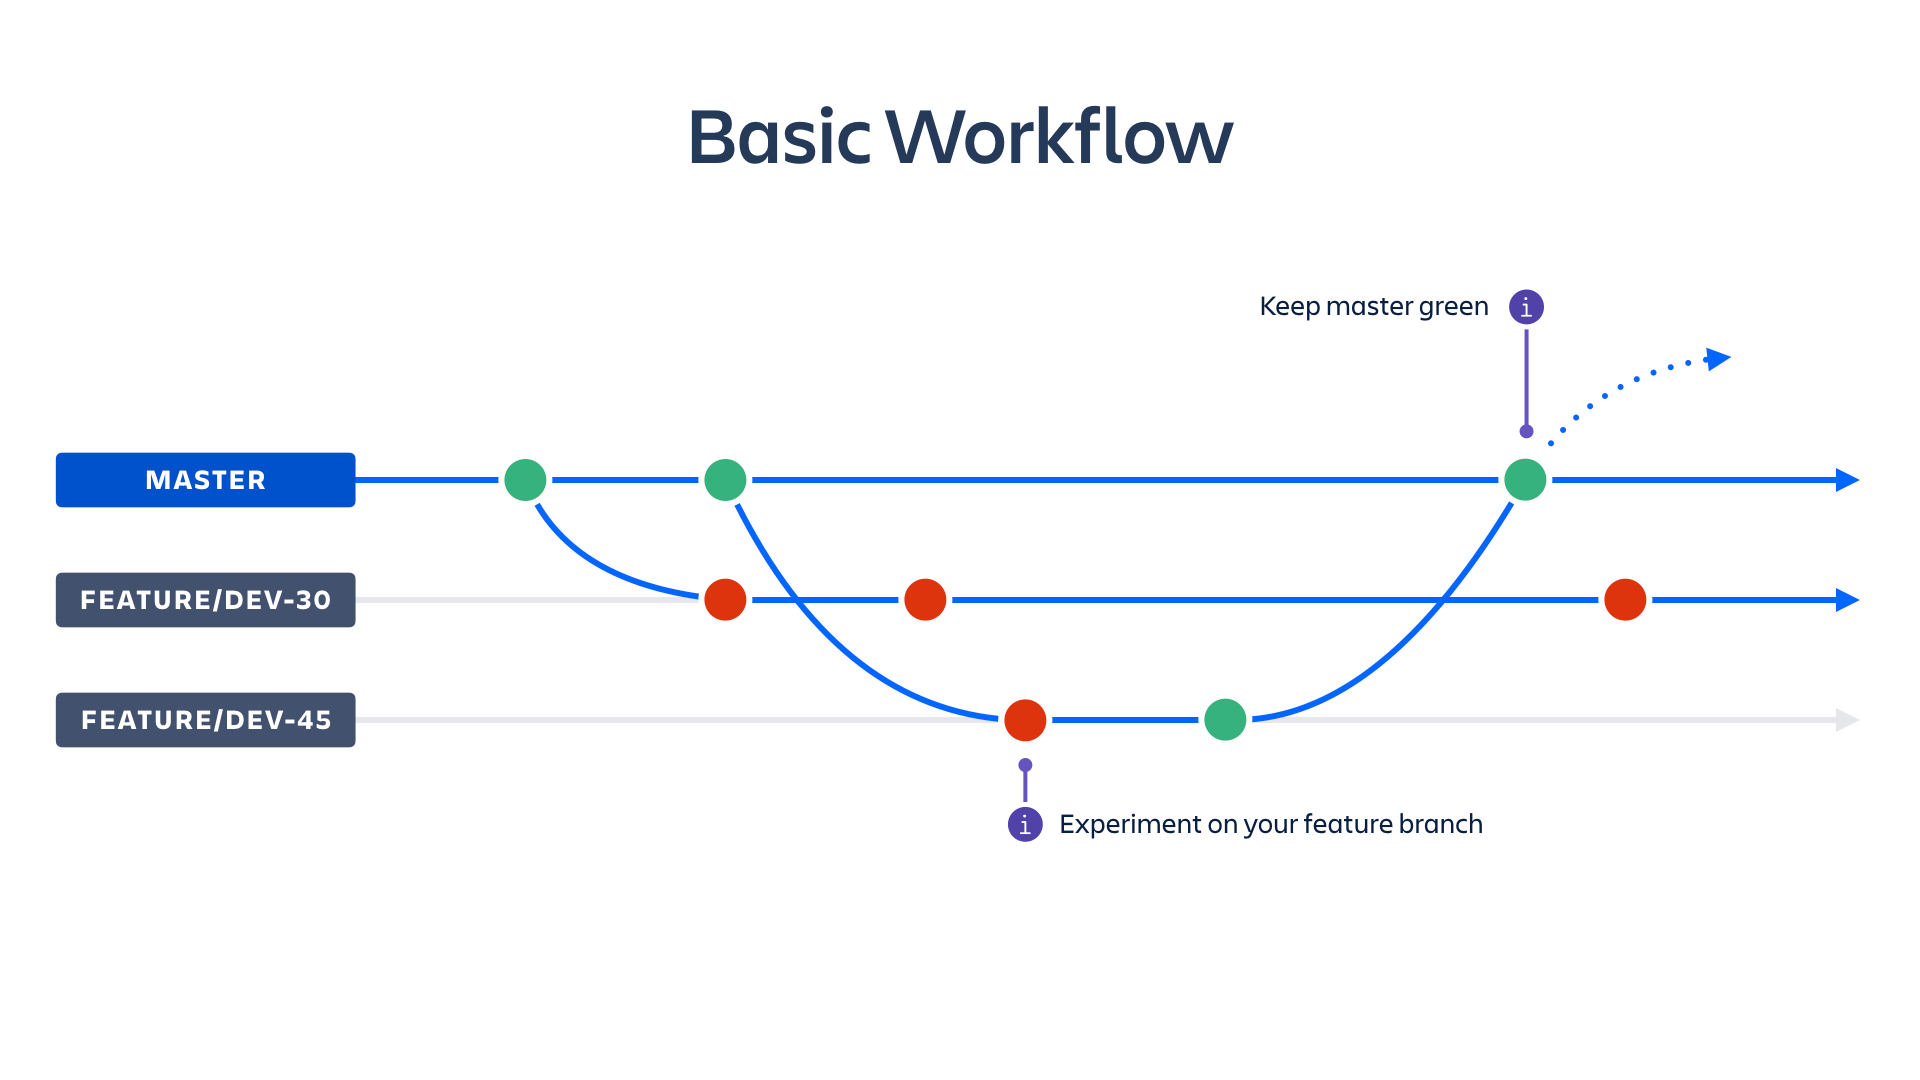 Basic Workflow
Keep master green
i
MASTER
FEATURE/DEV-30
FEATURE/DEV-45
i
Experiment on your feature branch